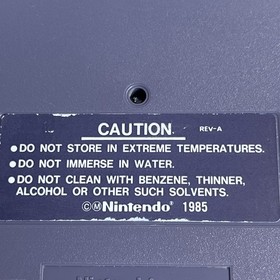 CAUTION REV-A
•DO NOT STORE IN EXTREME TEMPERATURES.
•DO NOT IMMERSE IN WATER.
•DO NOT CLEAN WITH BENZENE, THINNER,
ALCOHOL OR OTHER SUCH SOLVENTS.
©ⓂNintendo 1985